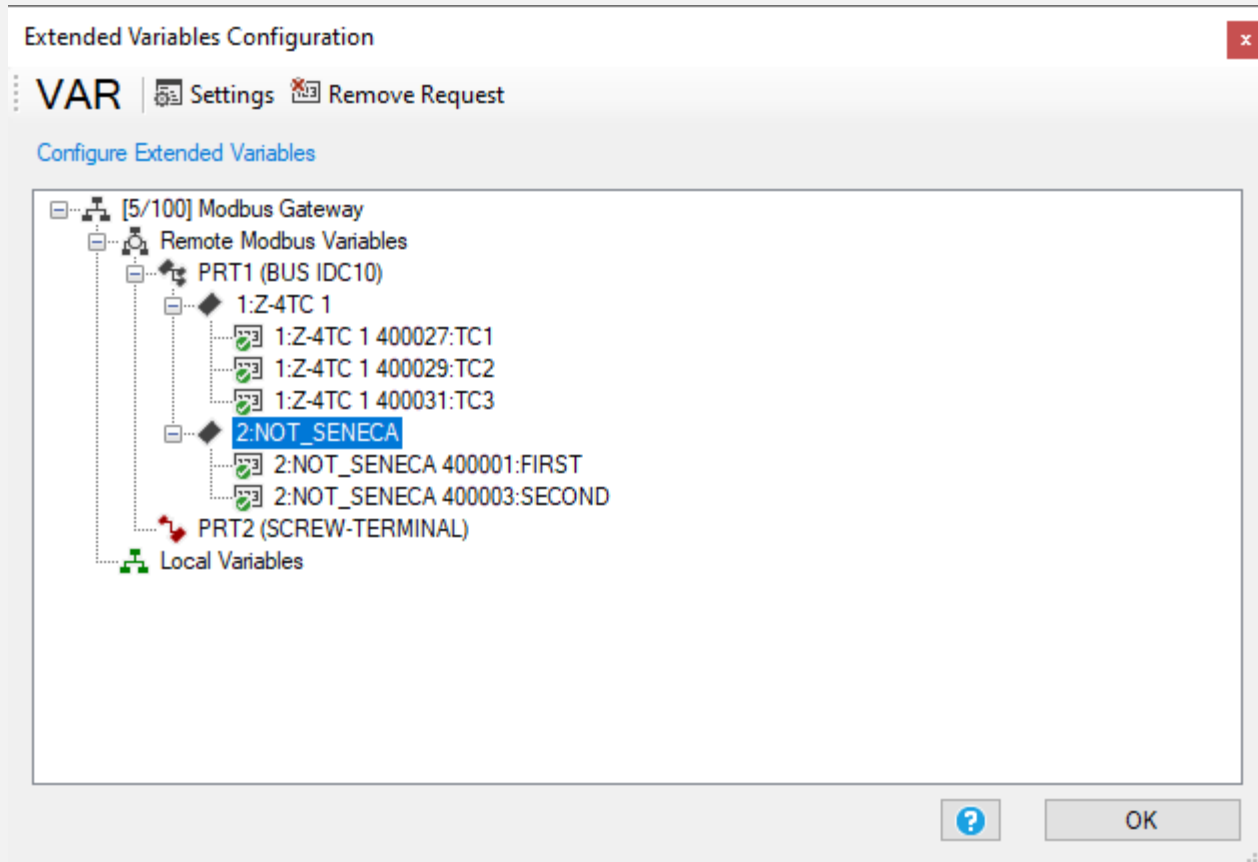 Extended Variables Configuration
x
VAR Settings Remove Request
Configure Extended Variables
[5/100] Modbus Gateway
Remote Modbus Variables
PRT1 (BUS IDC10)
1:Z-4TC 1
1:Z-4TC 1 400027:TC1
1:Z-4TC 1 400029:TC2
1:Z-4TC 1 400031:TC3
2:NOT_SENECA
2:NOT_SENECA 400001:FIRST
2:NOT_SENECA 400003:SECOND
PRT2 (SCREW-TERMINAL)
Local Variables
? OK